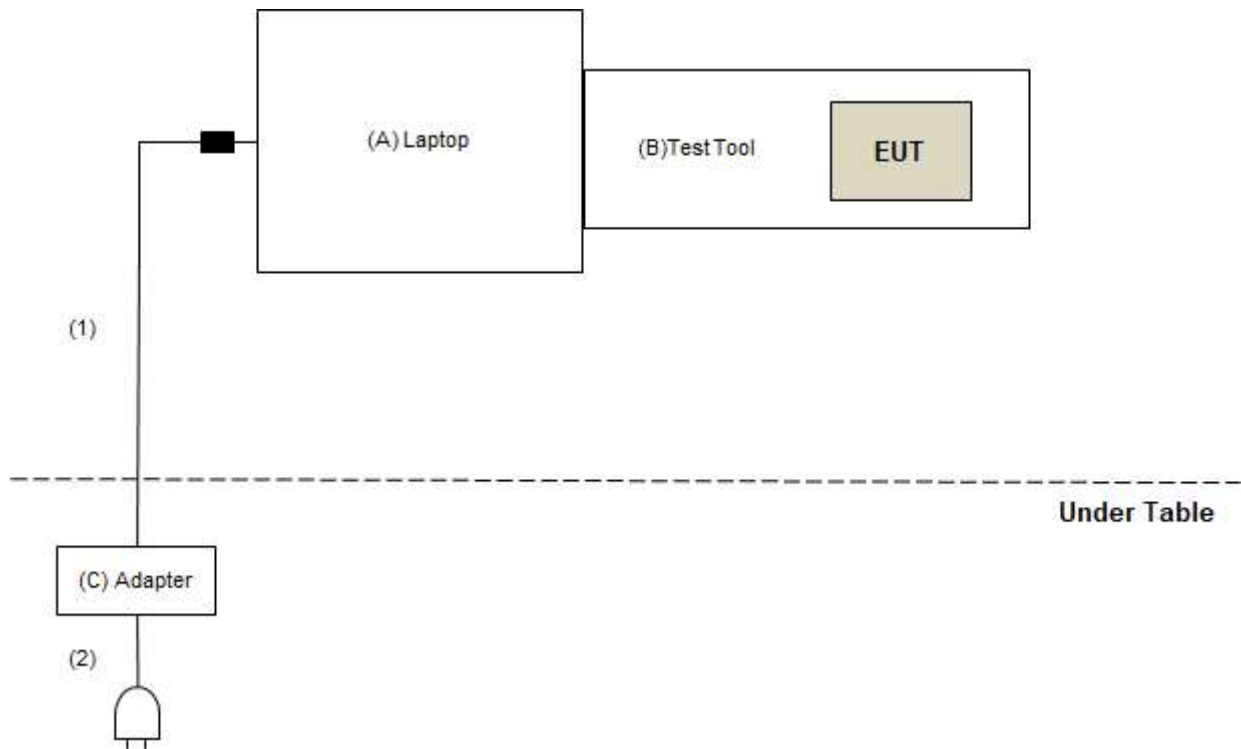 (A) Laptop
(B)Test Tool
EUT
(1)
Under Table
(C) Adapter
(2)